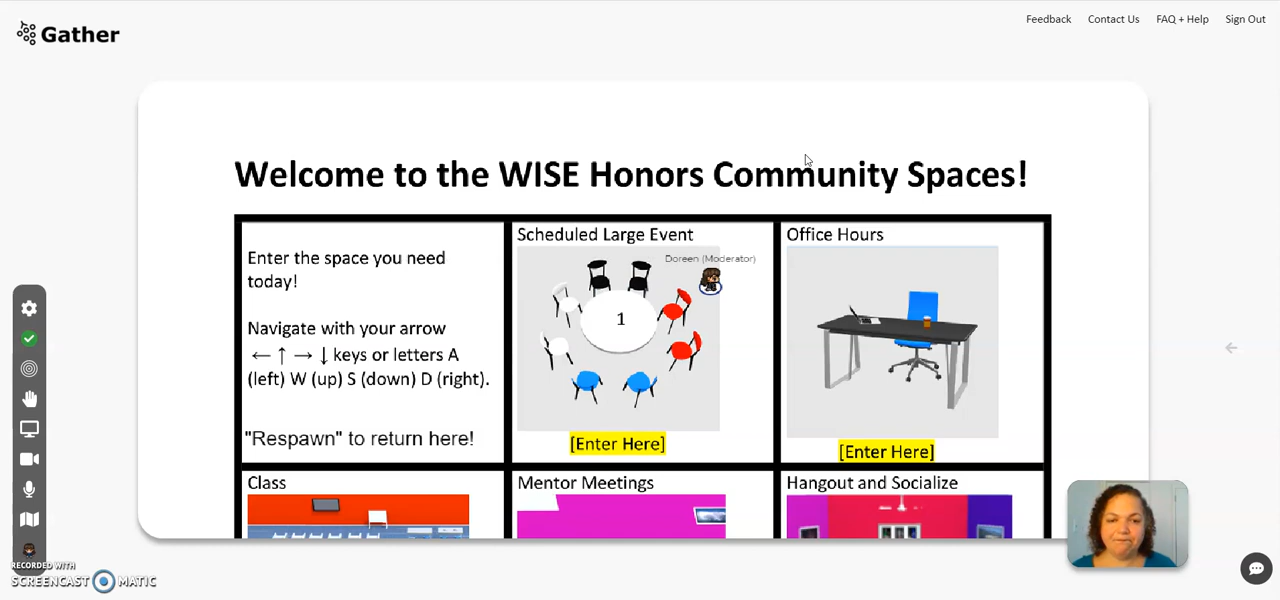 Gather
Feedback
Contact Us
FAQ + Help
Sign Out
Welcome to the WISE Honors Community Spaces!
Enter the space you need
today!
Navigate with your arrow
← ↑ → ↓ keys or letters A
(left) W (up) S (down) D (right).
"Respawn" to return here!
Scheduled Large Event
Doreen (Moderator)
1
[Enter Here]
Office Hours
[Enter Here]
Class
Mentor Meetings
Hangout and Socialize
RECORDED WITH
SCREENCAST MATIC